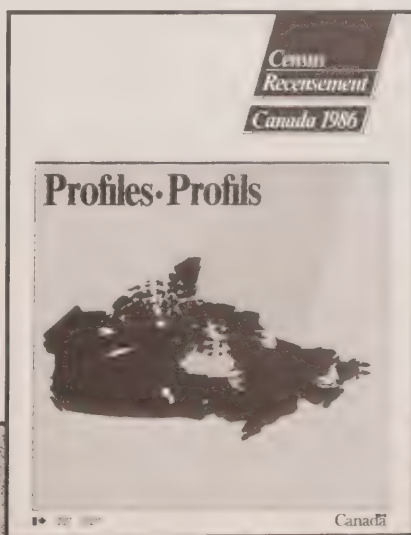 Census
Recensement
Canada 1986
Profiles • Profils
Canada